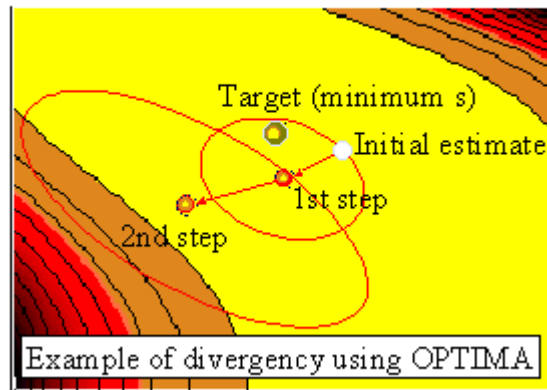 Target (minimum s)
Initial estimate
1st step
2nd step
Example of divergency using OPTIMA